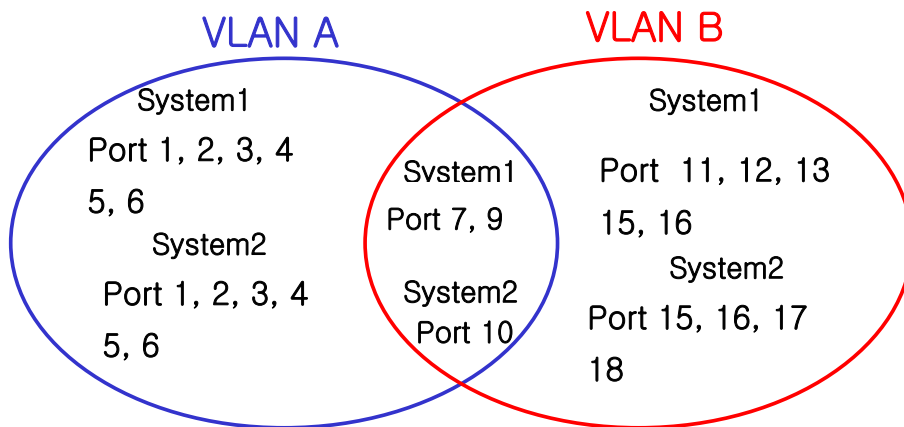 VLAN A
System1
Port 1, 2, 3, 4
5, 6
System2
Port 1, 2, 3, 4
5, 6
System1
Port 7, 9
System2
Port 10
VLAN B
System1
Port 11, 12, 13
15, 16
System2
Port 15, 16, 17
18